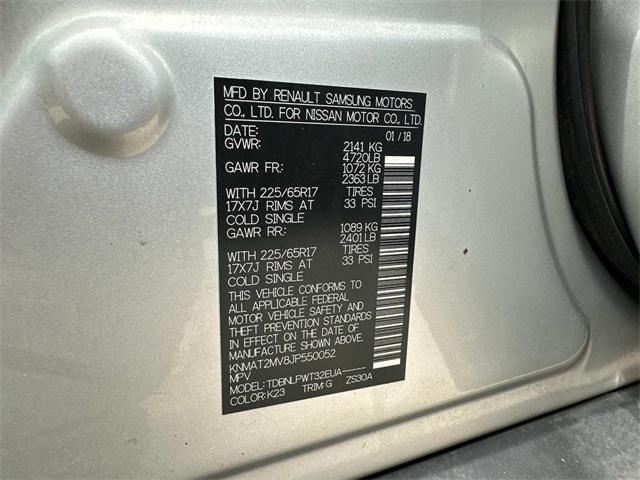 MFD BY RENAULT SAMSUNG MOTORS
CO., LTD. FOR NISSAN MOTOR CO., LTD.
DATE: 01 / 18
GVWR: 2141 KG
4720LB
GAWR FR.: 1072 KG
2363LB
WITH 225/65R17 TIRES
17X7J RIMS AT 33 PSI
COLD SINGLE
GAWR RR.: 1089 KG
2401LB
WITH 225/65R17 TIRES
17X7J RIMS AT 33 PSI
COLD SINGLE
THIS VEHICLE CONFORMS TO
ALL APPLICABLE FEDERAL
MOTOR VEHICLE SAFETY AND
THEFT PREVENTION STANDARDS
IN EFFECT ON THE DATE OF
MANUFACTURE SHOWN ABOVE.
KNMAT2MV8JP550052
MPV
MODEL: TDBNLPWT32EUA------
COLOR: K23 TRIM: G ZS30A